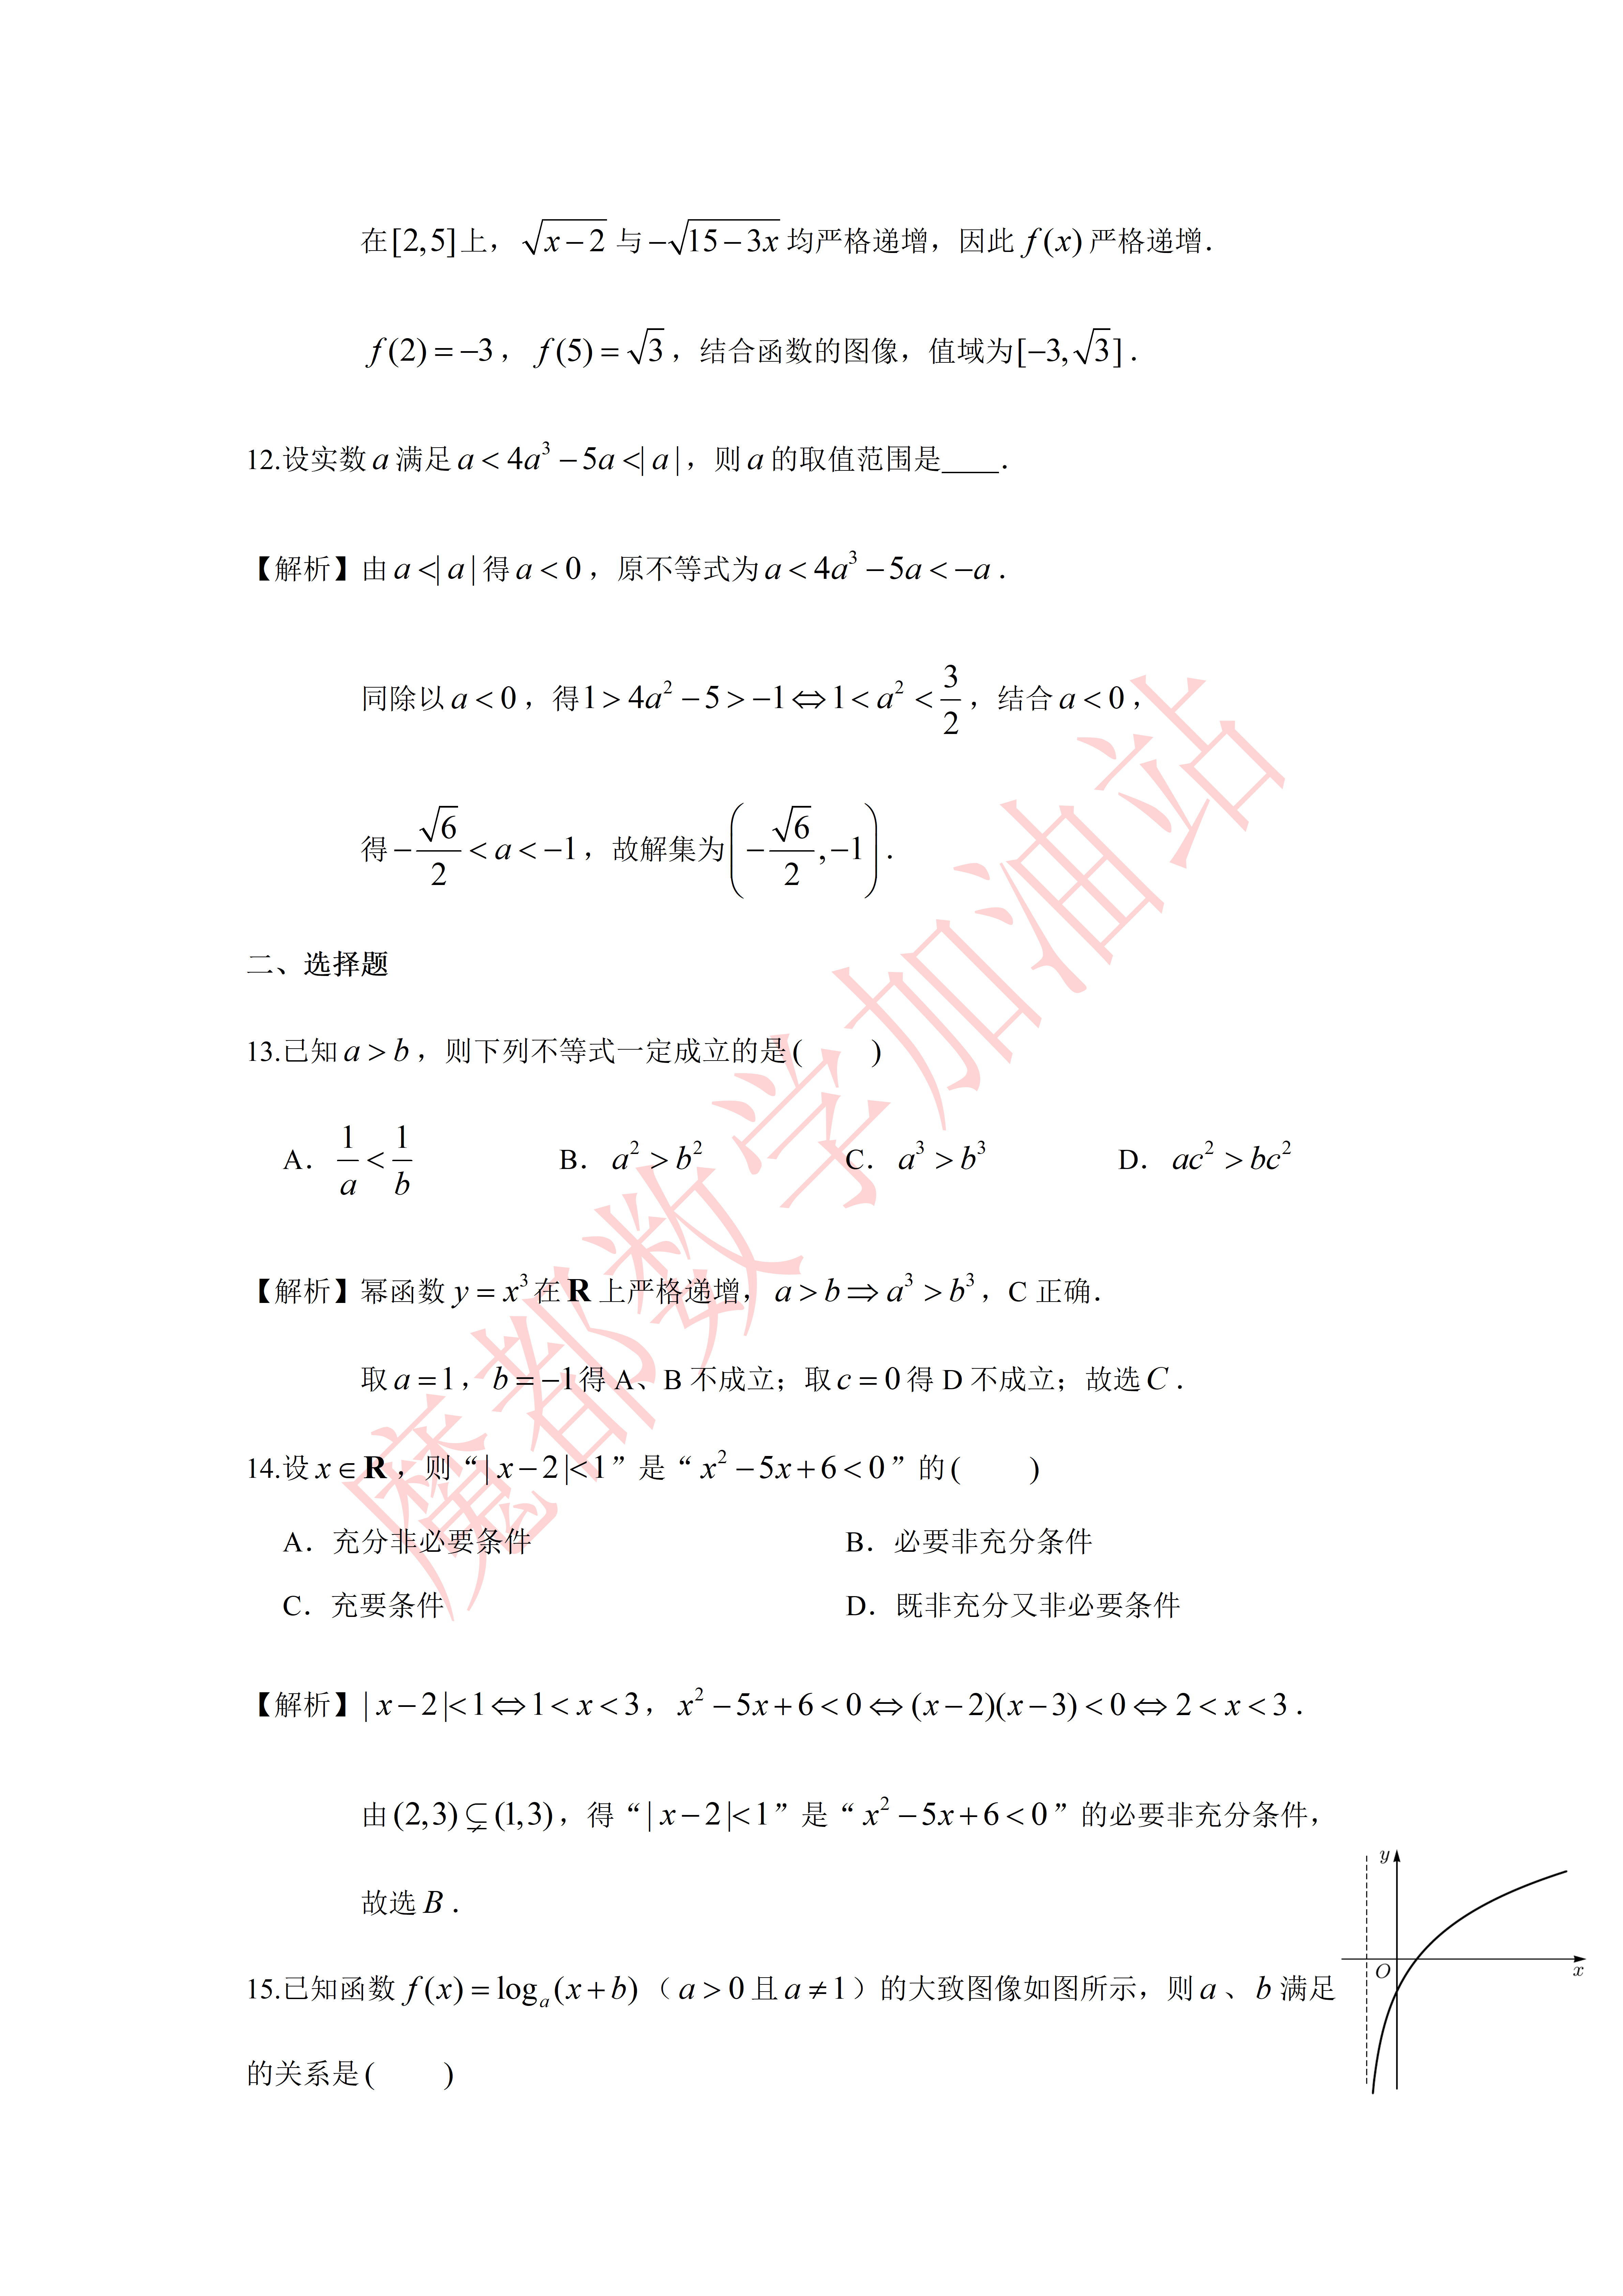 在[2,5]上，√(x−2) 与 −√(15−3x) 均严格递增，因此 f(x) 严格递增．
f(2)=−3，f(5)=√3，结合函数的图像，值域为[−3,√3]．
12.设实数 a 满足 a<4a³−5a<|a|，则 a 的取值范围是____．
【解析】由 a<|a| 得 a<0，原不等式为 a<4a³−5a<−a．
同除以 a<0，得 1>4a²−5>−1⇔1<a²<3/2，结合 a<0，
得 −√6/2<a<−1，故解集为(−√6/2,−1)．
二、选择题
13.已知 a>b，则下列不等式一定成立的是(    )
A．1/a<1/b B．a²>b² C．a³>b³ D．ac²>bc²
【解析】幂函数 y=x³ 在 R 上严格递增，a>b⇒a³>b³，C 正确．
取 a=1，b=−1 得 A、B 不成立；取 c=0 得 D 不成立；故选 C．
14.设 x∈R，则“|x−2|<1”是“x²−5x+6<0”的(    )
A．充分非必要条件 B．必要非充分条件
C．充要条件 D．既非充分又非必要条件
【解析】|x−2|<1⇔1<x<3，x²−5x+6<0⇔(x−2)(x−3)<0⇔2<x<3．
由 (2,3)⊊(1,3)，得“|x−2|<1”是“x²−5x+6<0”的必要非充分条件，
故选 B．
15.已知函数 f(x)=logₐ(x+b)（a>0 且 a≠1）的大致图像如图所示，则 a、b 满足
的关系是(    )
y
O
x
魔都数学加油站